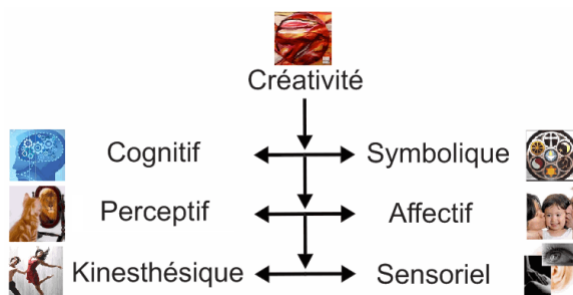 Créativité
Cognitif Symbolique
Perceptif Affectif
Kinesthésique Sensoriel